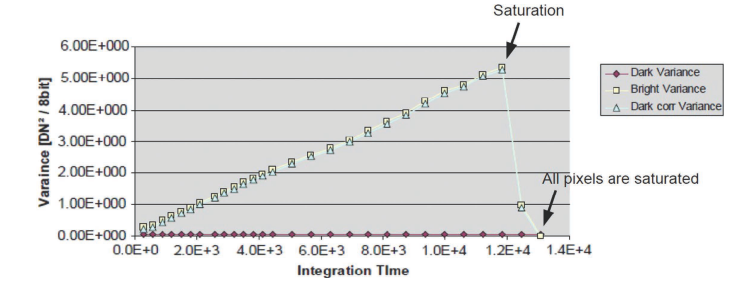 Saturation
6.00E+000
5.00E+000
4.00E+000
3.00E+000
2.00E+000
1.00E+000
0.00E+000
Varaince [DN² / 8bit]
Dark Variance
Bright Variance
Dark corr Variance
All pixels are saturated
0.0E+0 2.0E+3 4.0E+3 6.0E+3 8.0E+3 1.0E+4 1.2E+4 1.4E+4
Integration TIme